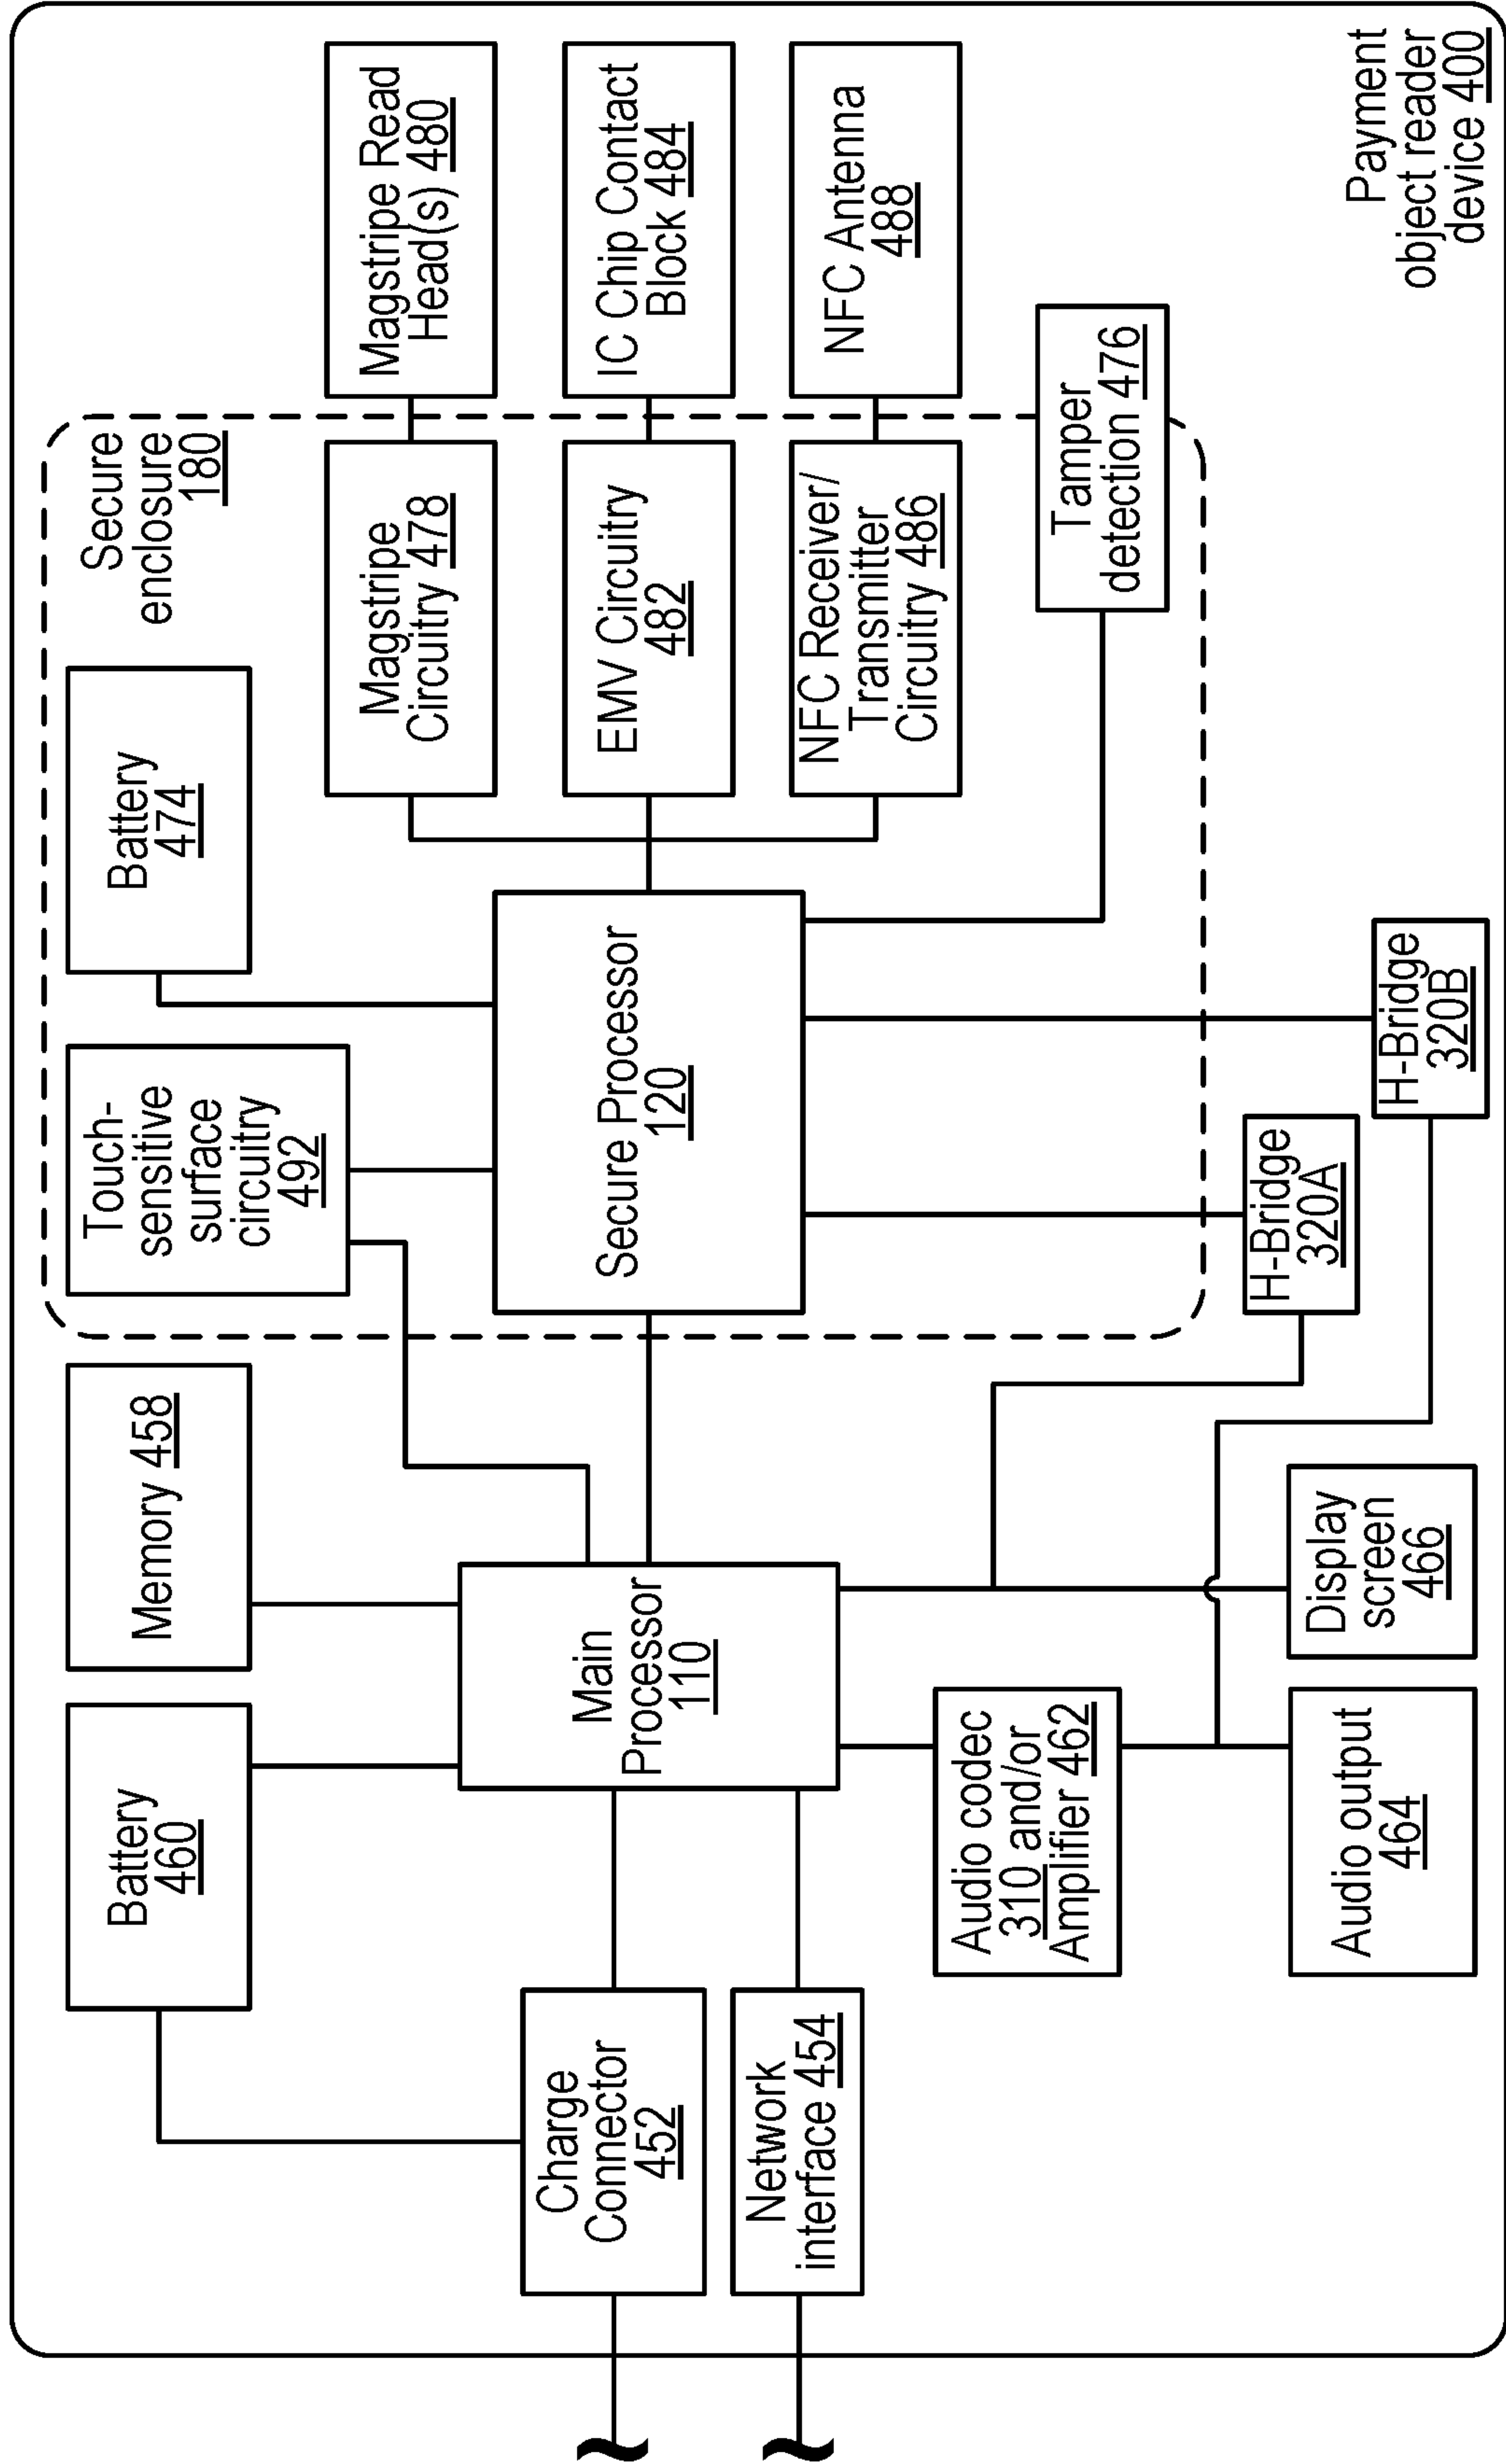 Battery
460
Memory 458
Touch-
sensitive
surface
circuitry
492
Battery
474
Secure
enclosure
180
Charge
Connector
452
Network
interface 454
Main
Processor
110
Secure Processor
120
Magstripe
Circuitry 478
Magstripe Read
Head(s) 480
EMV Circuitry
482
IC Chip Contact
Block 484
NFC Receiver/
Transmitter
Circuitry 486
NFC Antenna
488
Audio codec
310 and/or
Amplifier 462
Tamper
detection 476
Audio output
464
Display
screen
466
H-Bridge
320A
H-Bridge
320B
Payment
object reader
device 400